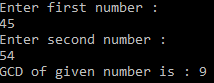 Enter first number :
45
Enter second number :
54
GCD of given number is : 9